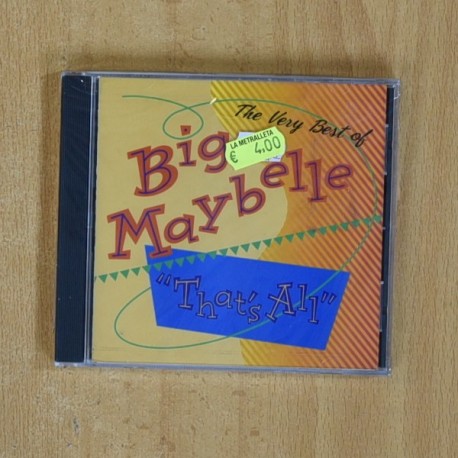 The Very Best of
LA METRALLETA
€ 4,00
Big
Maybelle
"That's All"